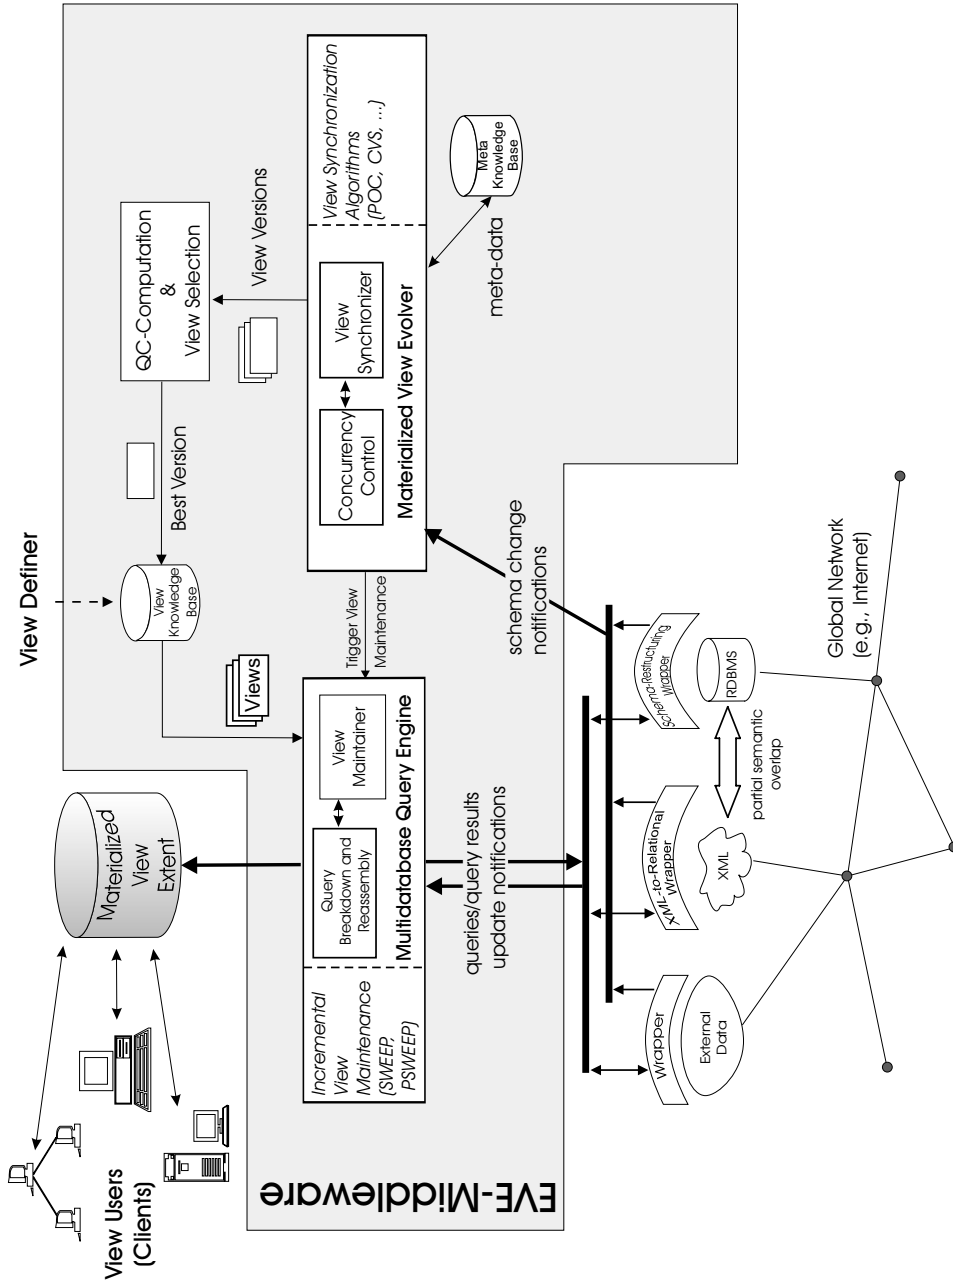 View Users
(Clients)
Materialized
View
Extent
View Definer
EVE-Middleware
View
Knowledge
Base
Best Version
QC-Computation
&
View Selection
View Versions
Views
Incremental
View
Maintenance
(SWEEP,
PSWEEP)
Query
Breakdown and
Reassembly
View
Maintainer
Multidatabase Query Engine
Trigger View
Maintenance
Concurrency
Control
View
Synchronizer
Materialized View Evolver
View Synchronization
Algorithms
(POC, CVS, ...)
meta-data
Meta
Knowledge
Base
queries/query results
update notifications
schema change
notifications
Wrapper
External
Data
XML-to-Relational
Wrapper
XML
Schema-Restructuring
Wrapper
RDBMS
partial semantic
overlap
Global Network
(e.g., Internet)